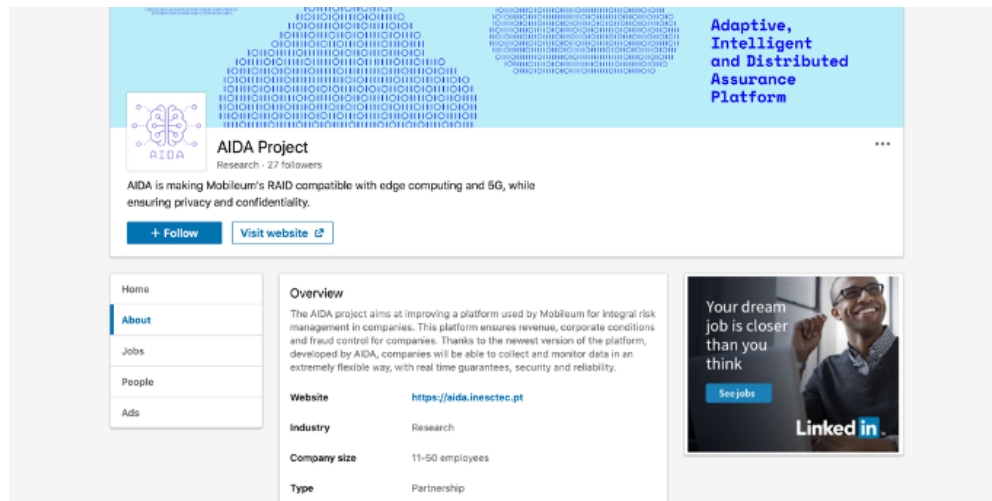 Adaptive,
Intelligent
and Distributed
Assurance
Platform
AIDA
AIDA Project
Research · 27 followers
AIDA is making Mobileum's RAID compatible with edge computing and 5G, while
ensuring privacy and confidentiality.
+ Follow
Visit website
Home
About
Jobs
People
Ads
Overview
The AIDA project aims at improving a platform used by Mobileum for integral risk
management in companies. This platform ensures revenue, corporate conditions
and fraud control for companies. Thanks to the newest version of the platform,
developed by AIDA, companies will be able to collect and monitor data in an
extremely flexible way, with real time guarantees, security and reliability.
Website https://aida.inesctec.pt
Industry Research
Company size 11-50 employees
Type Partnership
Your dream
job is closer
than you
think
See jobs
Linked in